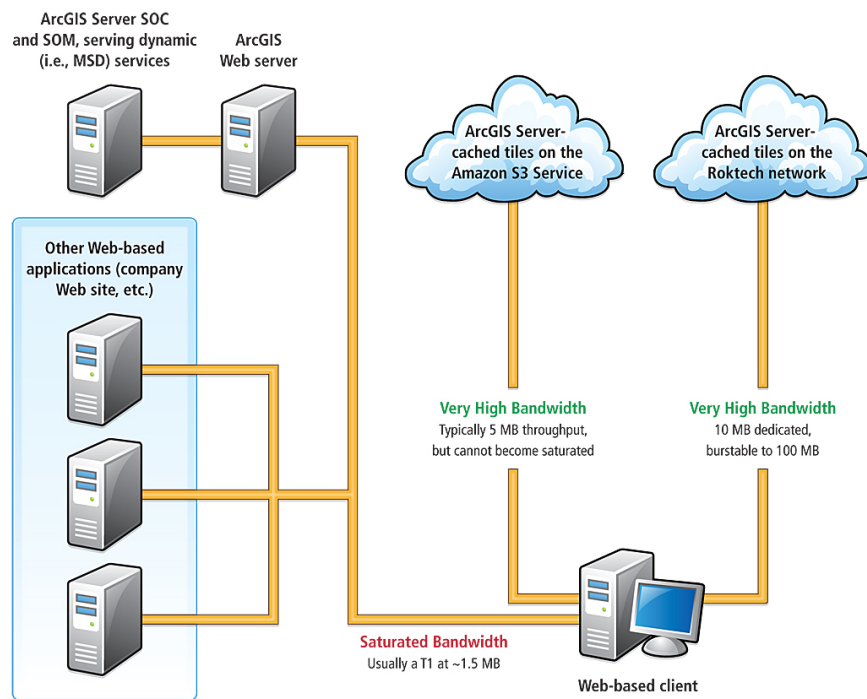 ArcGIS Server SOC
and SOM, serving dynamic
(i.e., MSD) services
ArcGIS
Web server
ArcGIS Server-
cached tiles on the
Amazon S3 Service
ArcGIS Server-
cached tiles on the
Roktech network
Other Web-based
applications (company
Web site, etc.)
Very High Bandwidth
Typically 5 MB throughput,
but cannot become saturated
Very High Bandwidth
10 MB dedicated,
burstable to 100 MB
Saturated Bandwidth
Usually a T1 at ~1.5 MB
Web-based client